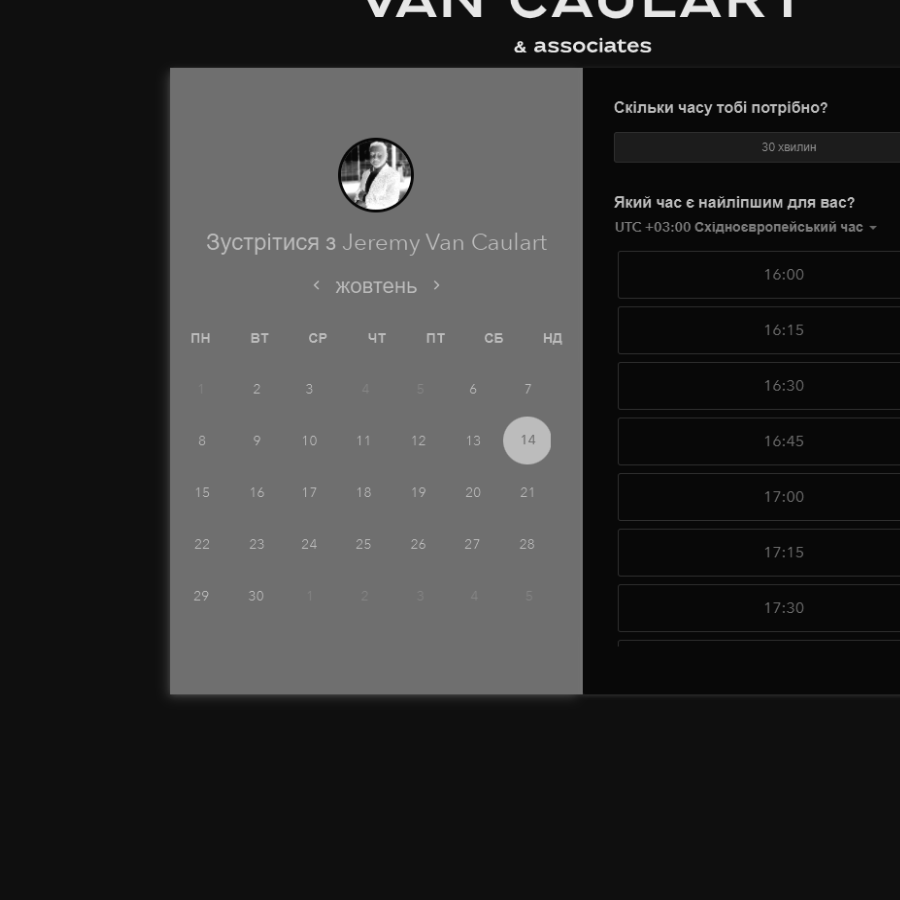 VAN CAULART
& associates
Зустрітися з Jeremy Van Caulart
жовтень
ПН ВТ СР ЧТ ПТ СБ НД
1 2 3 4 5 6 7
8 9 10 11 12 13 14
15 16 17 18 19 20 21
22 23 24 25 26 27 28
29 30 1 2 3 4 5
Скільки часу тобі потрібно?
30 хвилин
Який час є найліпшим для вас?
UTC +03:00 Східноєвропейський час
16:00
16:15
16:30
16:45
17:00
17:15
17:30